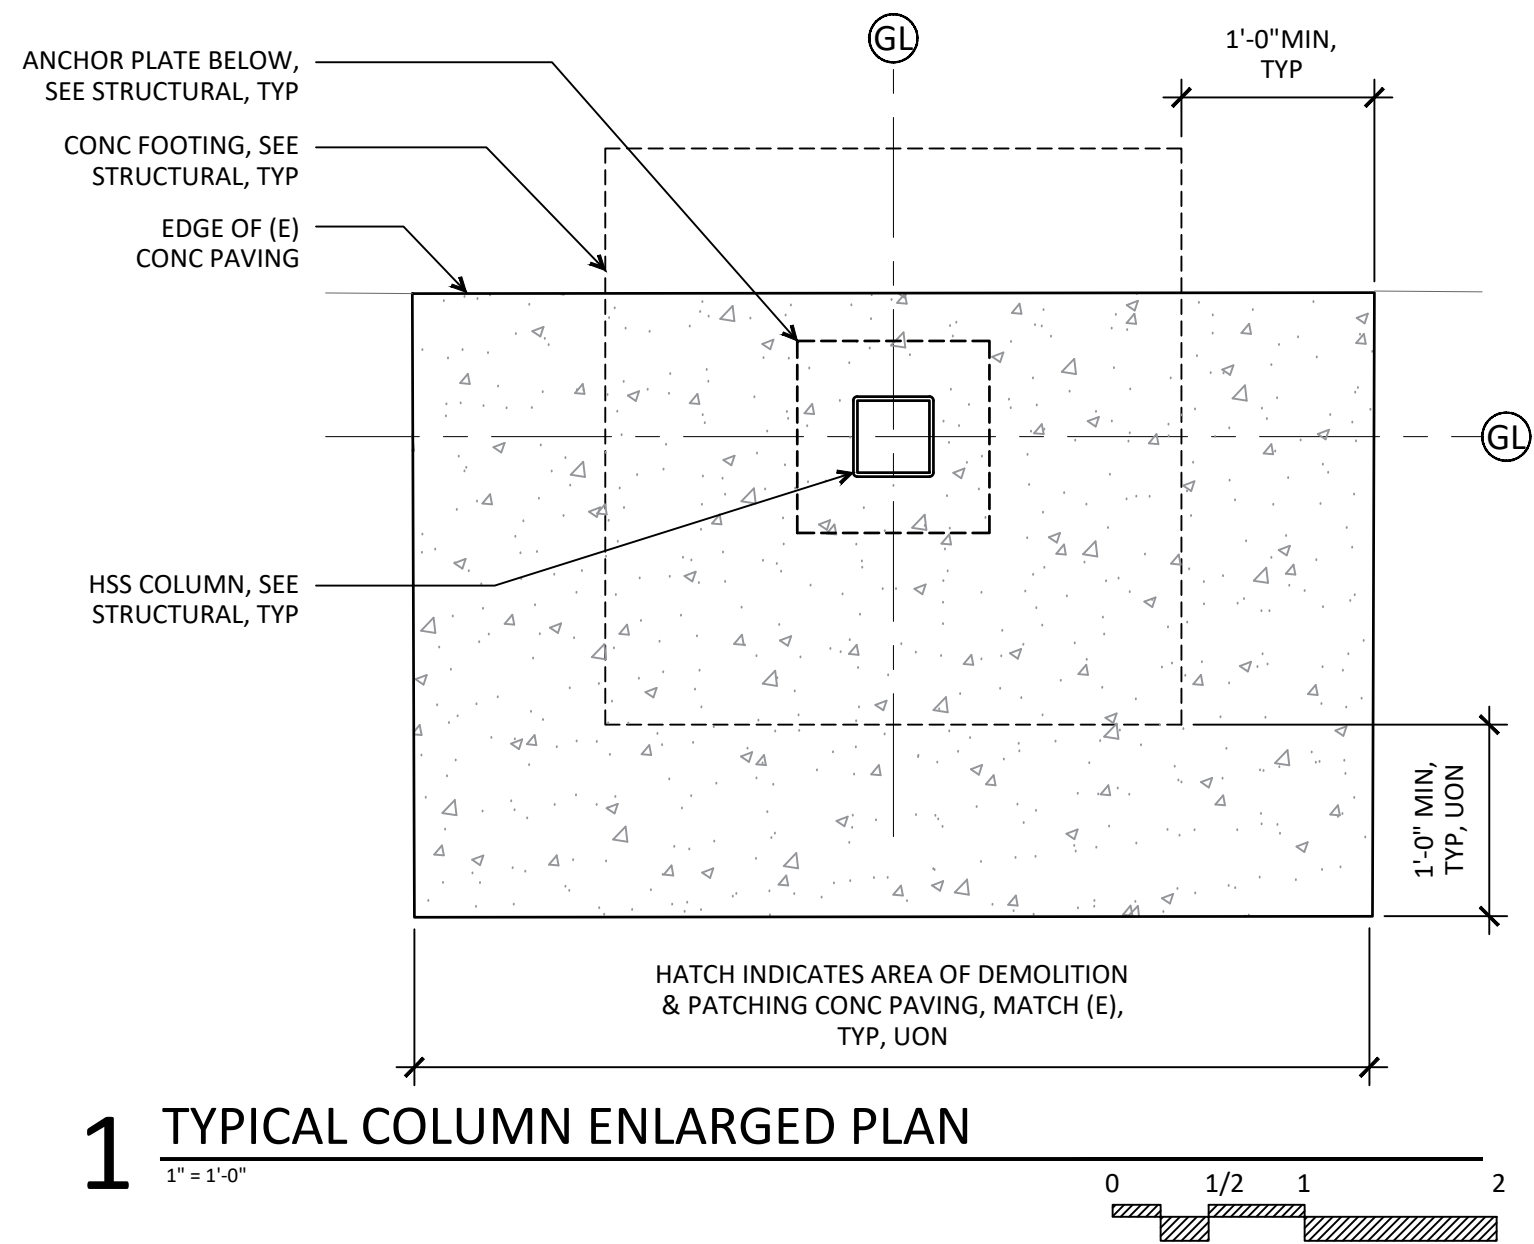 GL
1'-0"MIN,
TYP
ANCHOR PLATE BELOW,
SEE STRUCTURAL, TYP
CONC FOOTING, SEE
STRUCTURAL, TYP
EDGE OF (E)
CONC PAVING
GL
HSS COLUMN, SEE
STRUCTURAL, TYP
1'-0" MIN,
TYP, UON
HATCH INDICATES AREA OF DEMOLITION
& PATCHING CONC PAVING, MATCH (E),
TYP, UON
1 TYPICAL COLUMN ENLARGED PLAN
1" = 1'-0"
0 1/2 1 2